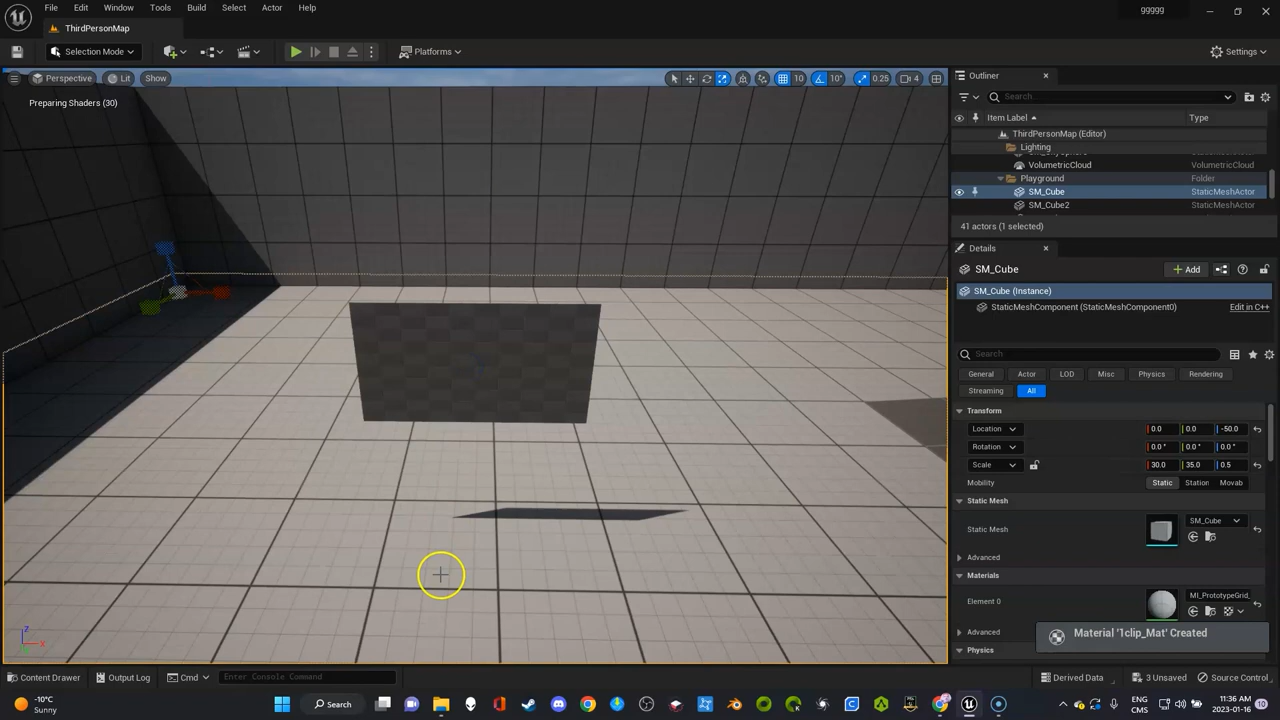 File Edit Window Tools Build Select Actor Help
99999
ThirdPersonMap
Selection Mode
Platforms
Settings
Perspective Lit Show
10 10° 0.25 4
Preparing Shaders (30)
Outliner
Search...
Item Label Type
ThirdPersonMap (Editor)
Lighting
VolumetricCloud VolumetricCloud
Playground Folder
SM_Cube StaticMeshActor
SM_Cube2 StaticMeshActor
41 actors (1 selected)
Details
SM_Cube
Add
SM_Cube (Instance)
StaticMeshComponent (StaticMeshComponent0) Edit in C++
Search
General Actor LOD Misc Physics Rendering
Streaming All
Transform
Location 0.0 0.0 -50.0
Rotation 0.0 ° 0.0 ° 0.0 °
Scale 30.0 35.0 0.5
Mobility Static Station Movab
Static Mesh
Static Mesh SM_Cube
Advanced
Materials
Element 0 MI_PrototypeGrid_
Advanced
Material '1clip_Mat' Created
Physics
Z
X
Content Drawer Output Log Cmd Enter Console Command
Derived Data 3 Unsaved Source Control
-10°C
Sunny
Search
ENG
CMS
11:36 AM
2023-01-16